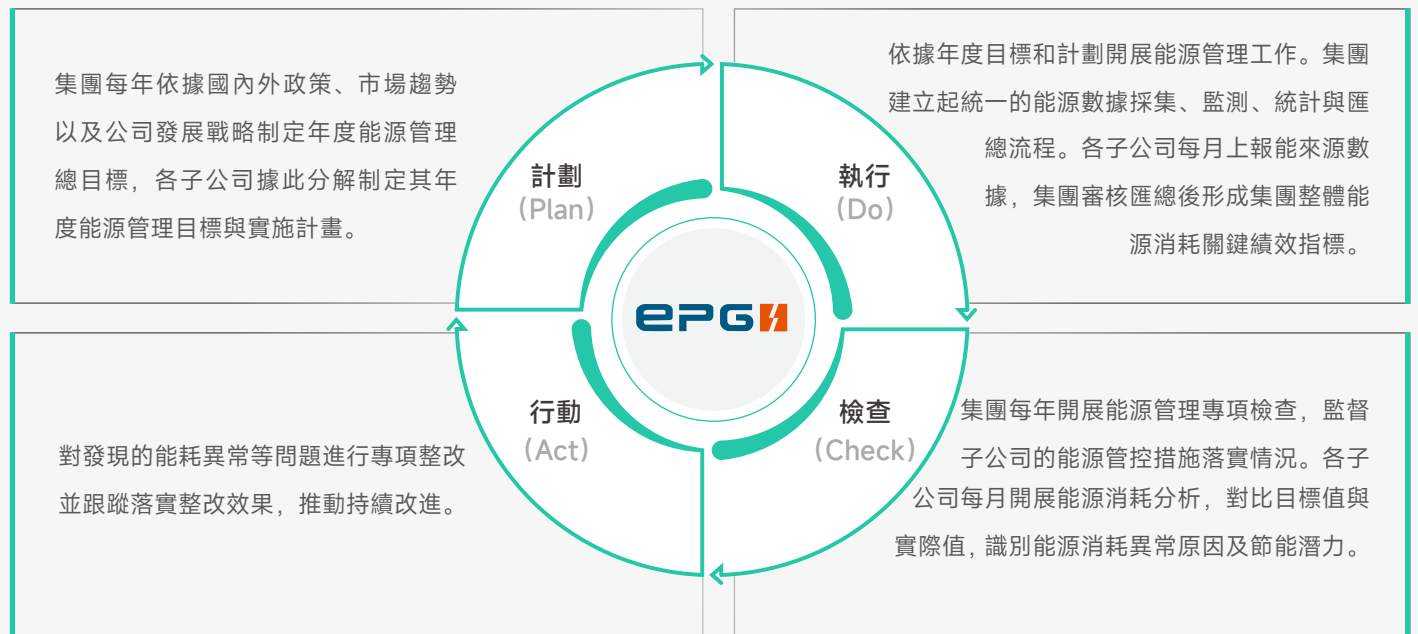 集團每年依據國內外政策、市場趨勢
以及公司發展戰略制定年度能源管理
總目標，各子公司據此分解制定其年
度能源管理目標與實施計畫。
計劃
(Plan)
執行
(Do)
依據年度目標和計劃開展能源管理工作。集團
建立起統一的能源數據採集、監測、統計與匯
總流程。各子公司每月上報能來源數
據，集團審核匯總後形成集團整體能
源消耗關鍵績效指標。
ePG
行動
(Act)
檢查
(Check)
對發現的能耗異常等問題進行專項整改
並跟蹤落實整改效果，推動持續改進。
集團每年開展能源管理專項檢查，監督
子公司的能源管控措施落實情況。各子
公司每月開展能源消耗分析，對比目標值與
實際值，識別能源消耗異常原因及節能潛力。